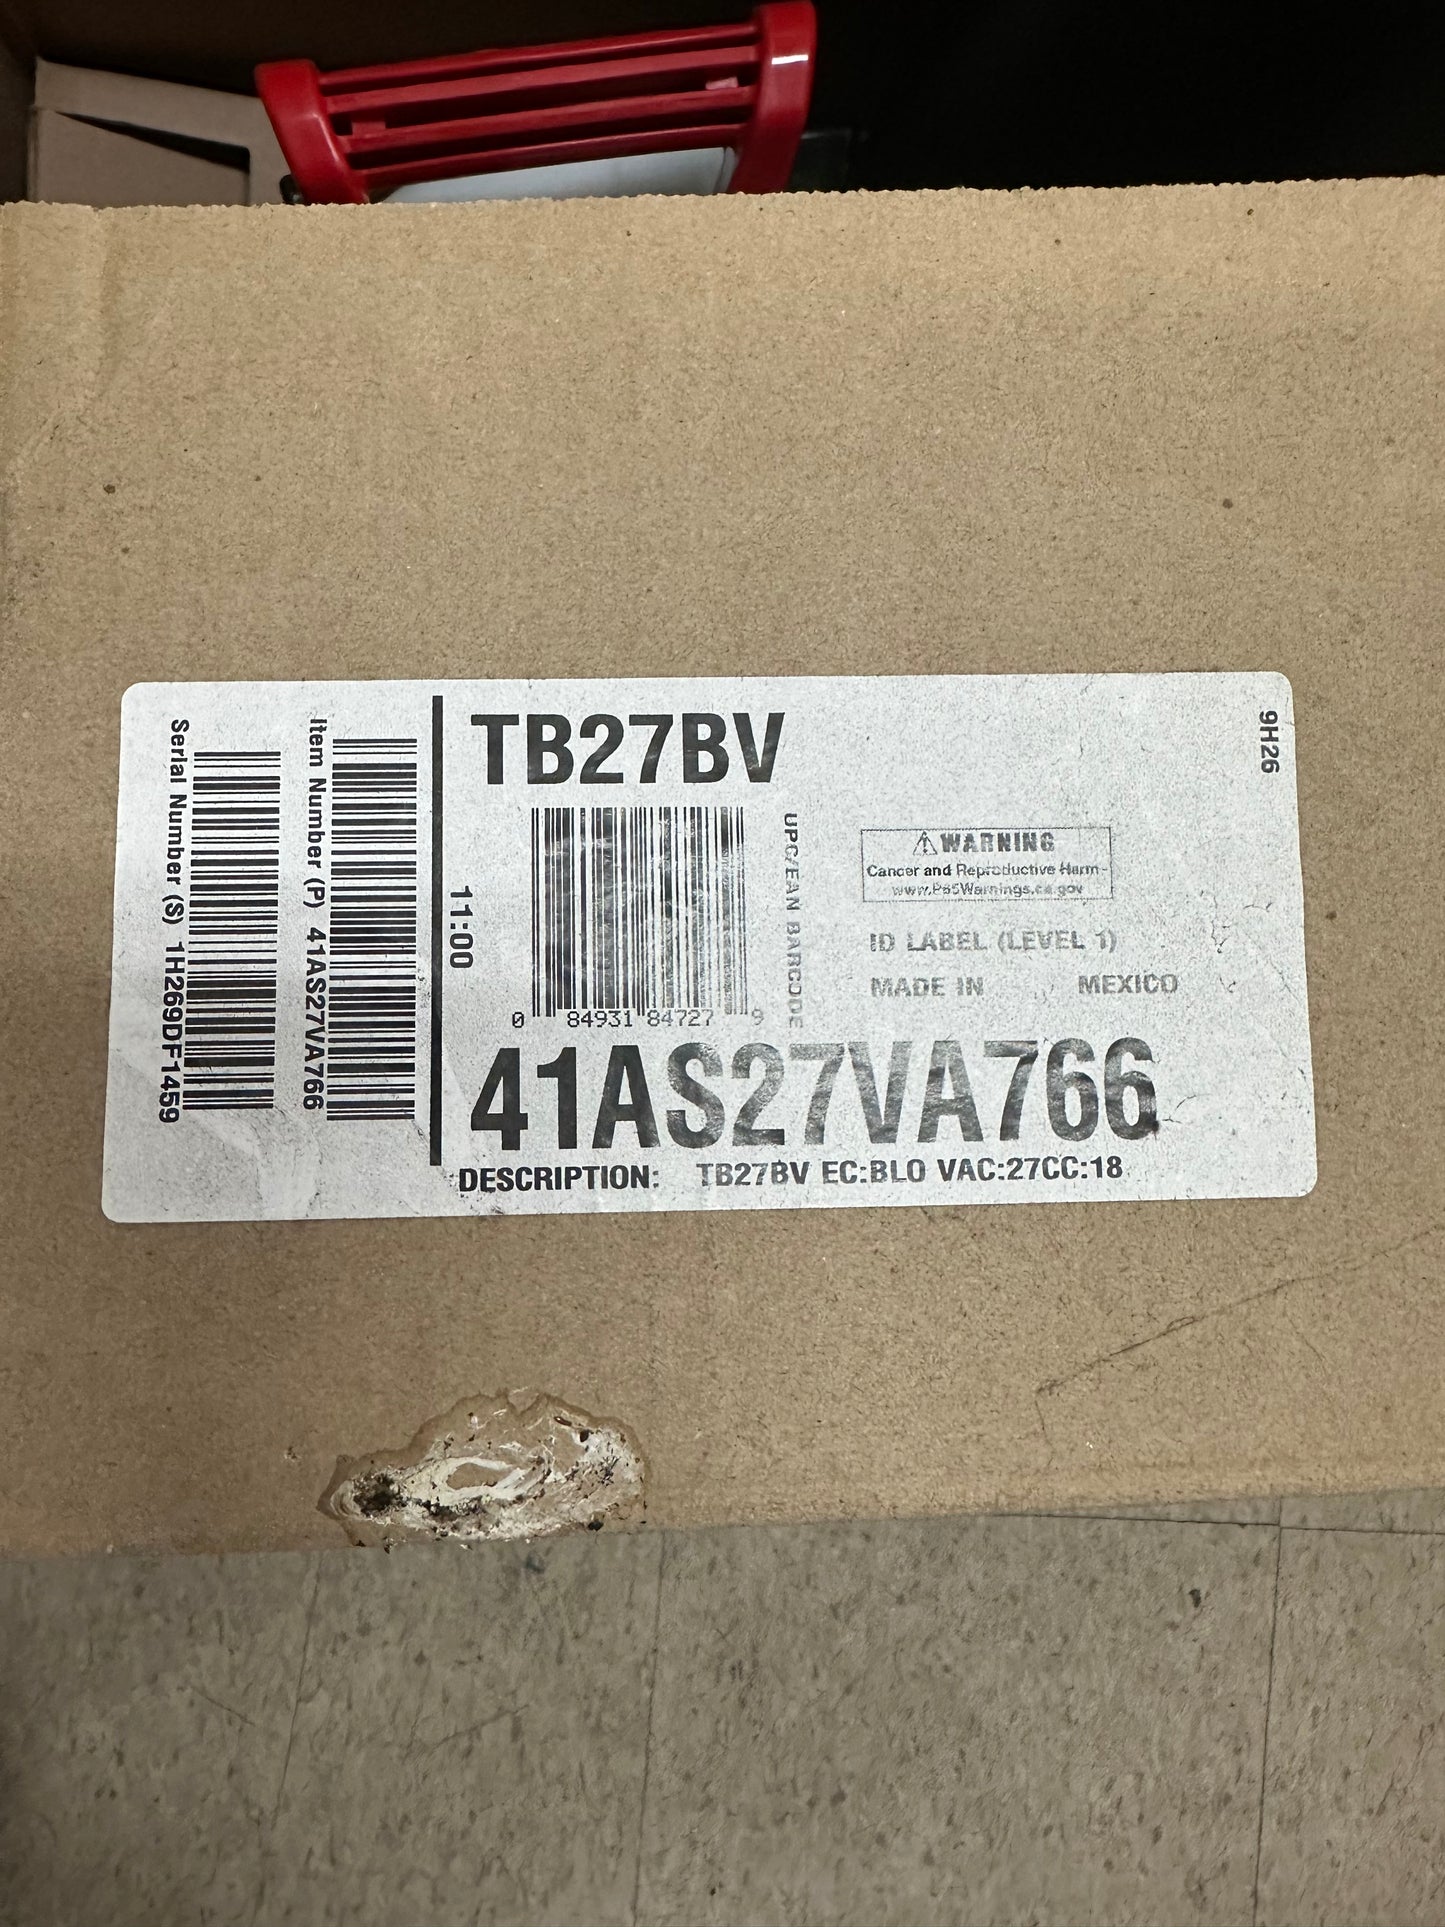 TB27BV
9H26
Serial Number (S) 1H269DF1459
Item Number (P) 41AS27VA766
11:00
UPC/EAN BARCODE
0 84931 84727 9
WARNING
Cancer and Reproductive Harm-
www.P65Warnings.ca.gov
ID LABEL (LEVEL 1)
MADE IN MEXICO
41AS27VA766
DESCRIPTION: TB27BV EC:BLO VAC:27CC:18